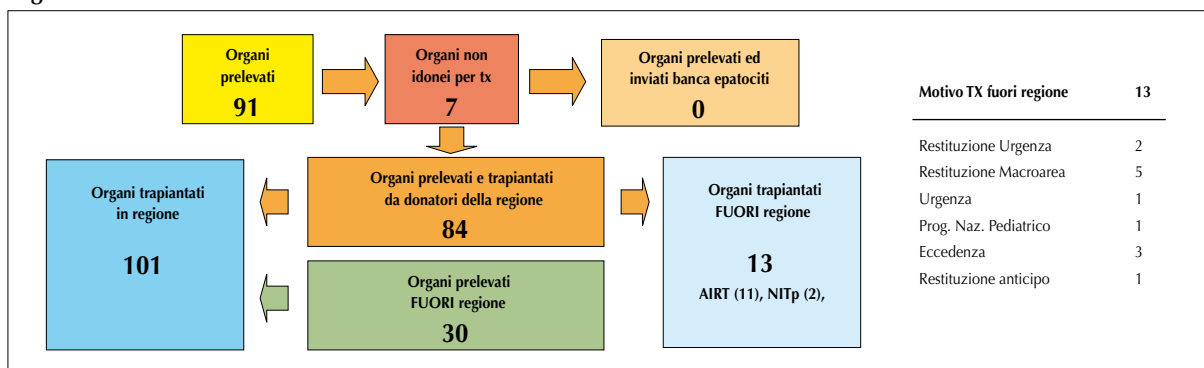 Organi
prelevati
91
Organi non
idonei per tx
7
Organi prelevati ed
inviati banca epatociti
0
Organi trapiantati
in regione
101
Organi prelevati e trapiantati
da donatori della regione
84
Organi prelevati
FUORI regione
30
Organi trapiantati
FUORI regione
13
AIRT (11), NITp (2),
Motivo TX fuori regione 13
Restituzione Urgenza 2
Restituzione Macroarea 5
Urgenza 1
Prog. Naz. Pediatrico 1
Eccedenza 3
Restituzione anticipo 1